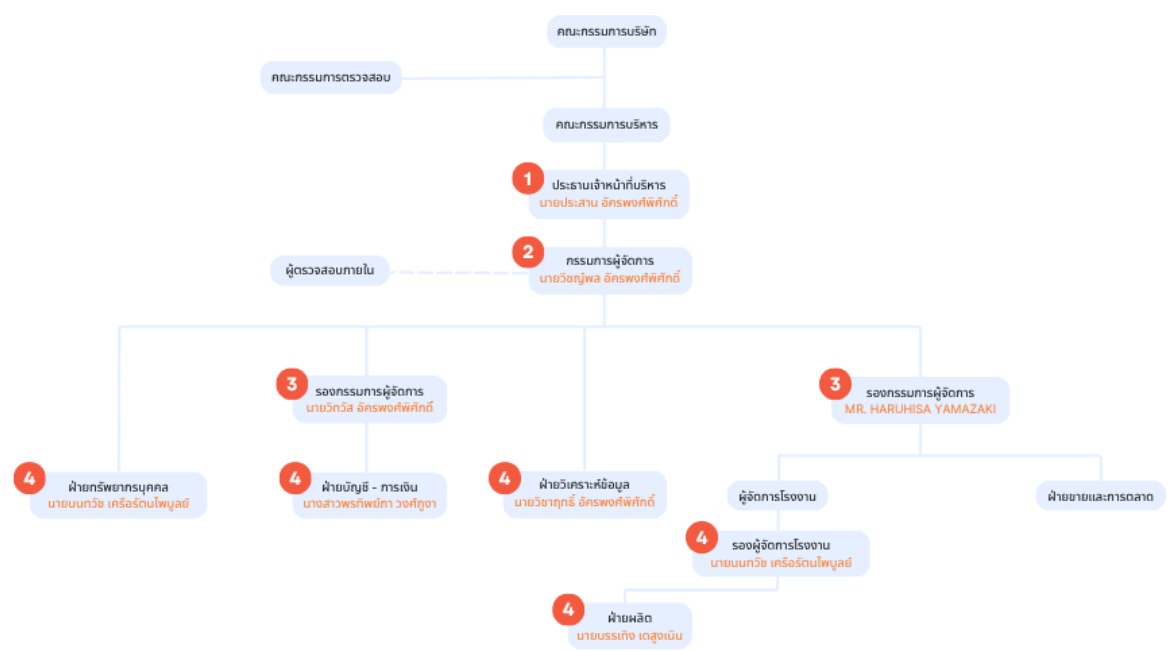 คณะกรรมการบริษัท
คณะกรรมการตรวจสอบ
คณะกรรมการบริหาร
1
ประธานเจ้าหน้าที่บริหาร
นายประสาน อัครพงศ์พิศักดิ์
2
กรรมการผู้จัดการ
นายวิชญ์พล อัครพงศ์พิศักดิ์
ผู้ตรวจสอบภายใน
3
รองกรรมการผู้จัดการ
นายวิภวัส อัครพงศ์พิศักดิ์
3
รองกรรมการผู้จัดการ
MR. HARUHISA YAMAZAKI
4
ฝ่ายทรัพยากรบุคคล
นายนนทวัช เครือรัตนไพบูลย์
4
ฝ่ายบัญชี - การเงิน
นางสาวพรทิพย์ภา วงศ์ภูงา
4
ฝ่ายวิเคราะห์ข้อมูล
นายวิชาฤทธิ์ อัครพงศ์พิศักดิ์
ผู้จัดการโรงงาน
ฝ่ายขายและการตลาด
4
รองผู้จัดการโรงงาน
นายนนทวัช เครือรัตนไพบูลย์
4
ฝ่ายผลิต
นายบรรเทิง เดสูงเนิน